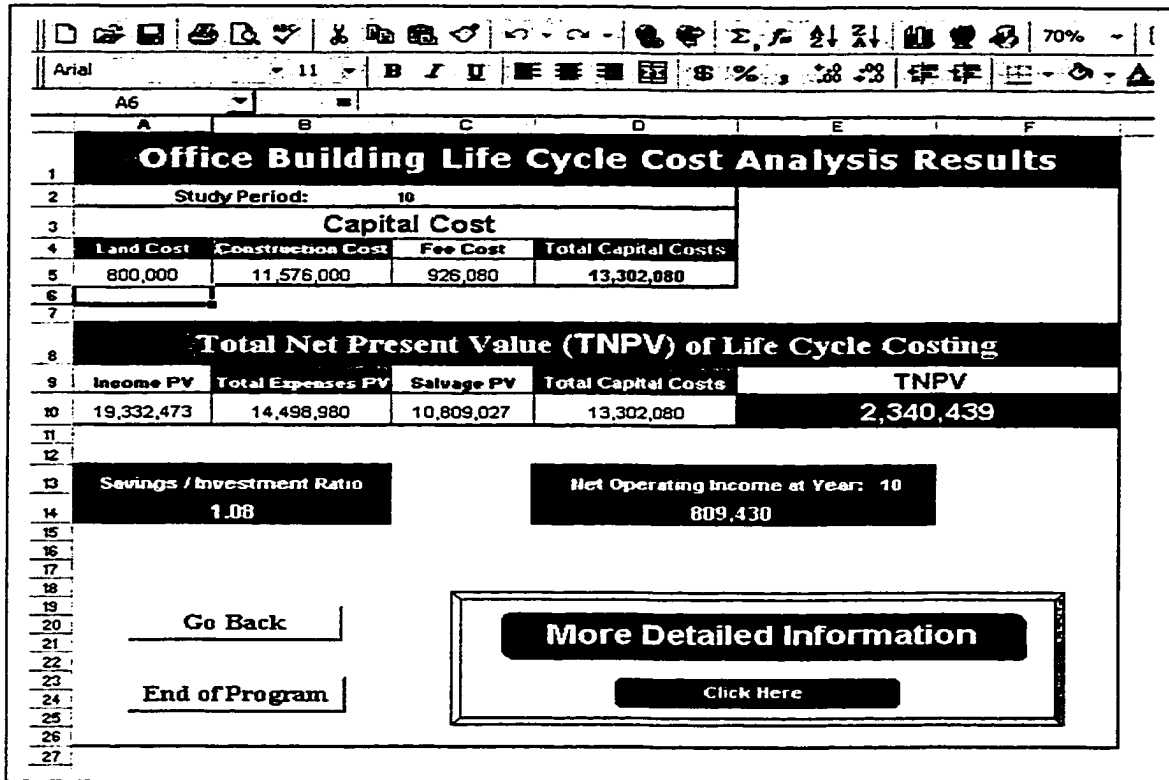 70%
Arial 11 B I U $ % ,
A6 =
A B C D E F
1 Office Building Life Cycle Cost Analysis Results
2 Study Period: 10
3 Capital Cost
4 Land Cost Construction Cost Fee Cost Total Capital Costs
5 800,000 11,576,000 926,080 13,302,080
6
7
8 Total Net Present Value (TNPV) of Life Cycle Costing
9 Income PV Total Expenses PV Salvage PV Total Capital Costs TNPV
10 19,332,473 14,498,980 10,809,027 13,302,080 2,340,439
11
12
13 Savings / Investment Ratio Net Operating Income at Year: 10
14 1.08 809,430
15
16
17
18
19
20 Go Back More Detailed Information
21
22
23
24 End of Program Click Here
25
26
27